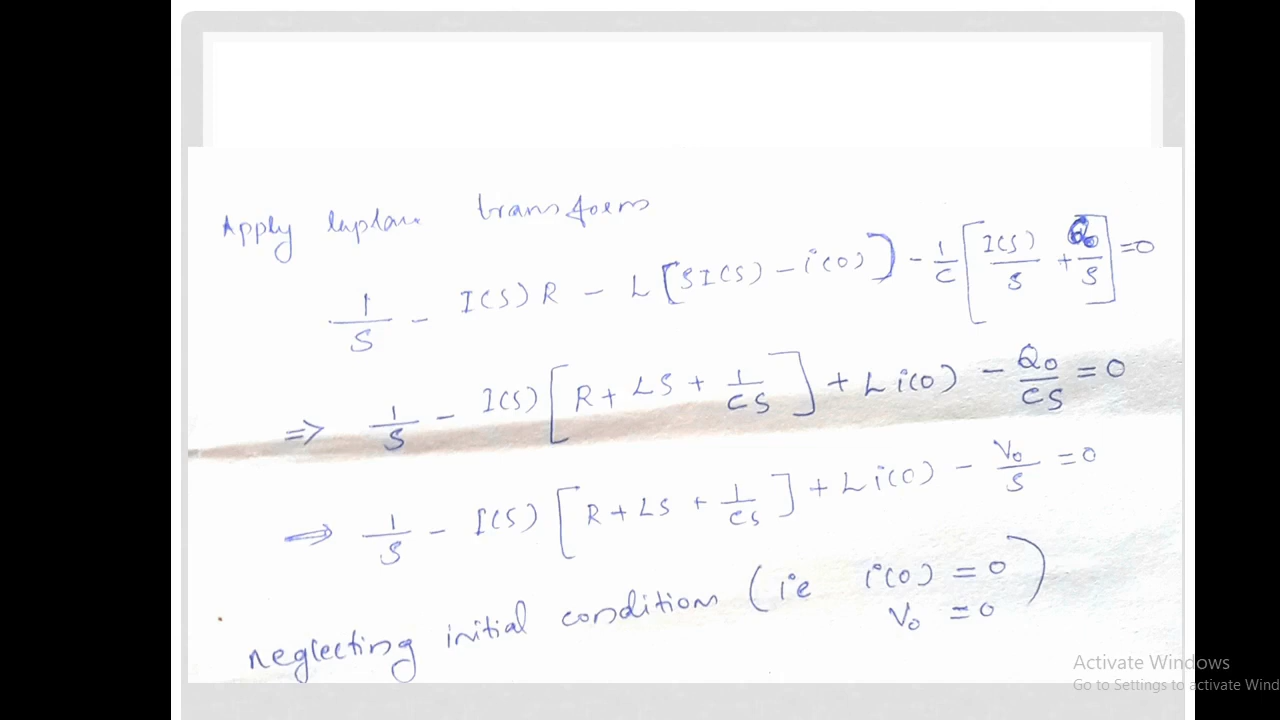 Apply laplace transform
1/S - I(S)R - L[SI(S) - i(0)] - 1/C[I(S)/S + Q0/S] = 0
⇒ 1/S - I(S)[R + LS + 1/CS] + Li(0) - Q0/CS = 0
⇒ 1/S - I(S)[R + LS + 1/CS] + Li(0) - V0/S = 0
neglecting initial condition (ie i(0) = 0
V0 = 0)
Activate Windows
Go to Settings to activate Wind